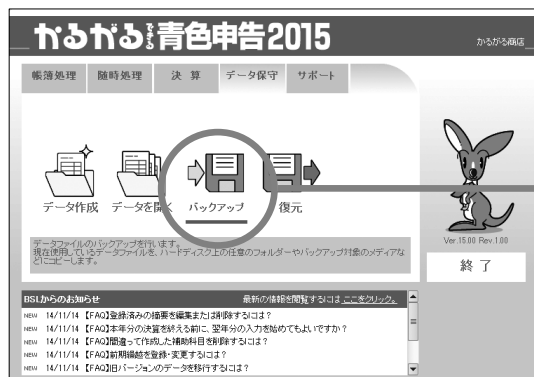 かるがるできる青色申告2015
かるがる商店
帳簿処理 随時処理 決 算 データ保守 サポート
データ作成 データを開く バックアップ 復元
データファイルのバックアップを行います。
現在使用しているデータファイルを、ハードディスク上の任意のフォルダーやバックアップ対象のメディアな
どにコピーします。
Ver.15.00 Rev.1.00
終 了
BSLからのお知らせ 最新の情報を閲覧するには ここをクリック。
NEW 14/11/14 【FAQ】登録済みの摘要を編集または削除するには？
NEW 14/11/14 【FAQ】本年分の決算を終える前に、翌年分の入力を始めてもよいですか？
NEW 14/11/14 【FAQ】間違って作成した補助科目を削除するには？
NEW 14/11/14 【FAQ】前期繰越を登録・変更するには？
NEW 14/11/14 【FAQ】旧バージョンのデータを移行するには？